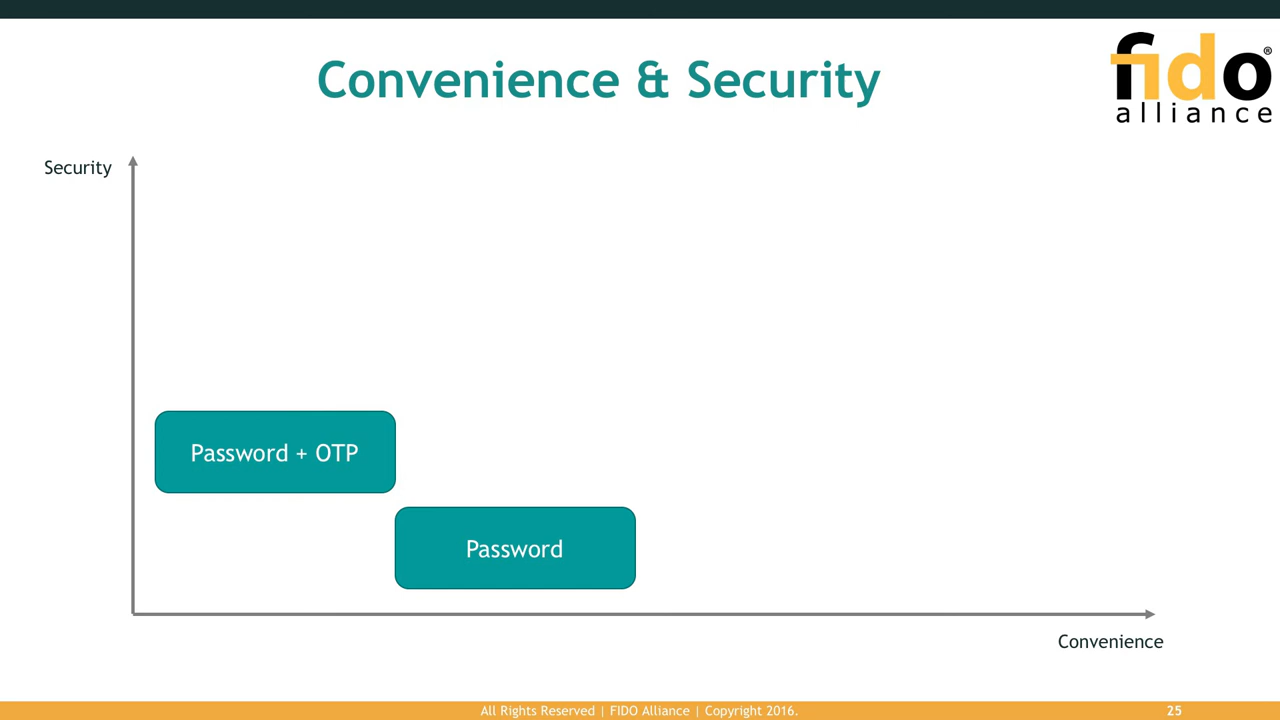 Convenience & Security
fido®
alliance
Security
Password + OTP
Password
Convenience
All Rights Reserved | FIDO Alliance | Copyright 2016.
25